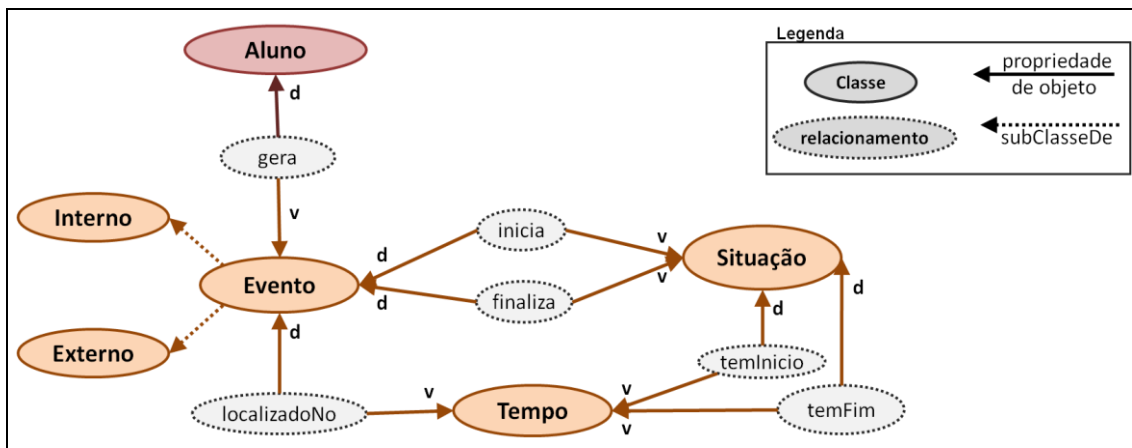 Legenda
Aluno
propriedade
de objeto
Classe
d
relacionamento
subClasseDe
gera
v
Interno
inicia
v
Situação
d
Evento
v
d
finaliza
d
d
Externo
d
d
temInicio
v
localizadoNo
v
Tempo
v
temFim